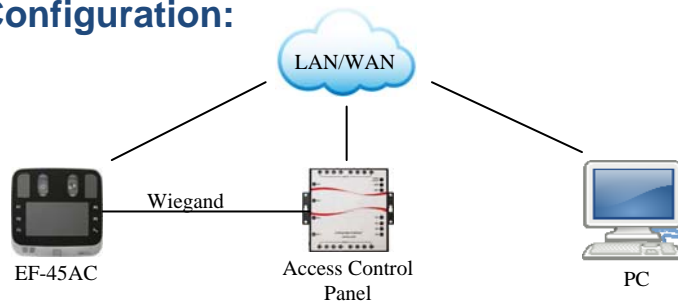 Configuration:
LAN/WAN
Wiegand
EF-45AC
Access Control
Panel
PC